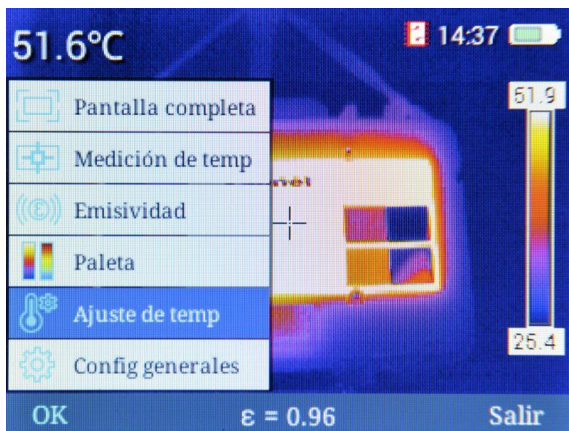 51.6°C
14:37
Pantalla completa
Medición de temp
((ε)) Emisividad
Paleta
Ajuste de temp
Config generales
51.9
25.4
OK ε = 0.96 Salir